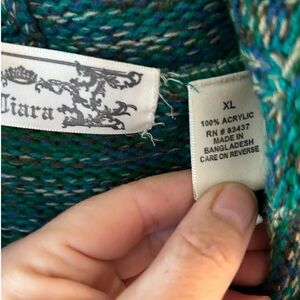 Tiara
XL
100% ACRYLIC
RN # 83437
MADE IN
BANGLADESH
CARE ON REVERSE